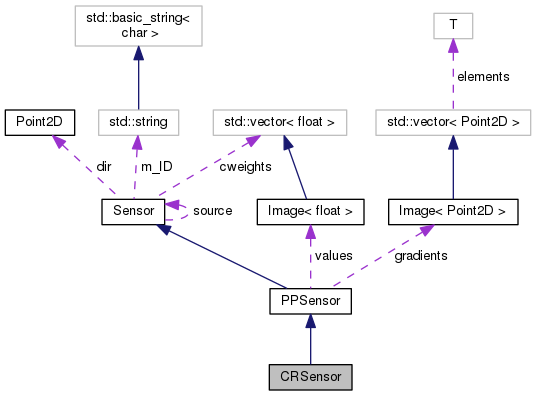 std::basic_string<
char >
T
elements
Point2D
std::string
std::vector< float >
std::vector< Point2D >
dir
m_ID
cweights
Sensor
source
Image< float >
Image< Point2D >
values
gradients
PPSensor
CRSensor